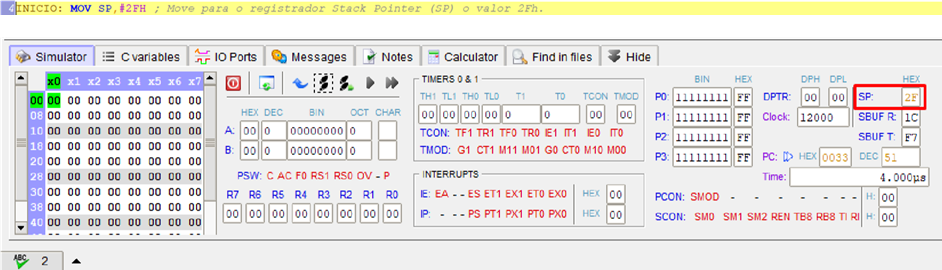 4 INICIO: MOV SP,#2FH ; Move para o registrador Stack Pointer (SP) o valor 2Fh.
Simulator C variables IO Ports Messages Notes Calculator Find in files Hide
x0 x1 x2 x3 x4 x5 x6 x7
00 00 00 00 00 00 00 00 00
08 00 00 00 00 00 00 00 00
10 00 00 00 00 00 00 00 00
18 00 00 00 00 00 00 00 00
20 00 00 00 00 00 00 00 00
28 00 00 00 00 00 00 00 00
30 00 00 00 00 00 00 00 00
38 00 00 00 00 00 00 00 00
40 00 00 00 00 00 00 00 00
HEX DEC BIN OCT CHAR
A: 00 0 00000000 0
B: 00 0 00000000 0
PSW: C AC F0 RS1 RS0 OV - P
R7 R6 R5 R4 R3 R2 R1 R0
00 00 00 00 00 00 00 00
TIMERS 0 & 1
TH1 TL1 TH0 TL0 T1 T0 TCON TMOD
00 00 00 00 0 0 00 00
TCON: TF1 TR1 TF0 TR0 IE1 IT1 IE0 IT0
TMOD: G1 CT1 M11 M01 G0 CT0 M10 M00
INTERRUPTS
IE: EA - - ES ET1 EX1 ET0 EX0 HEX 00
IP: - - - PS PT1 PX1 PT0 PX0 HEX 00
BIN HEX
P0: 11111111 FF
P1: 11111111 FF
P2: 11111111 FF
P3: 11111111 FF
DPH DPL HEX
DPTR: 00 00 SP: 2F
Clock: 12000 SBUF R: 1C
SBUF T: F7
PC: HEX 0033 DEC 51
Time: 4.000µs
PCON: SMOD - - - - - - - H: 00
SCON: SM0 SM1 SM2 REN TB8 RB8 TI RI H: 00
ABC 2